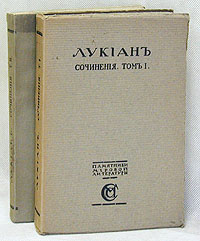 ЛУКІАНЪ
СОЧИНЕНІЯ. ТОМЪ I.
ПАМЯТНИКИ
МІРОВОЙ
ЛИТЕРАТУРЫ